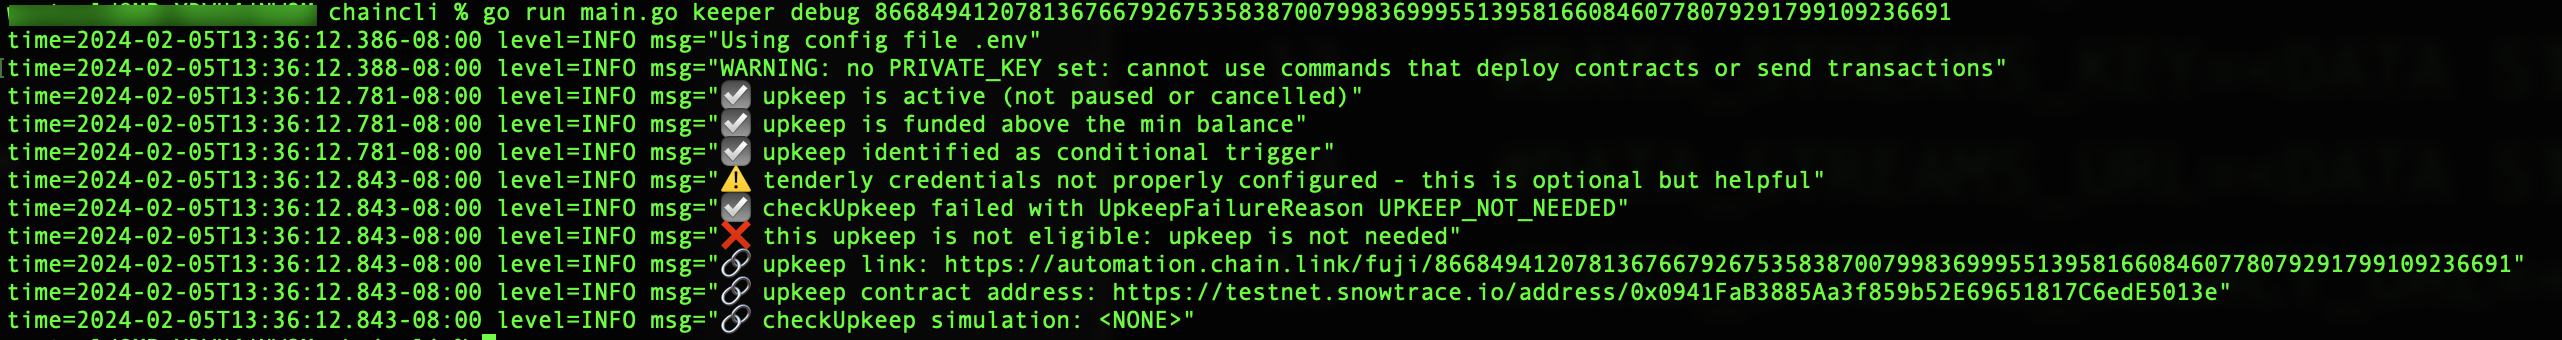 chaincli % go run main.go keeper debug 86684941207813676679267535838700799836999551395816608460778079291799109236691
time=2024-02-05T13:36:12.386-08:00 level=INFO msg="Using config file .env"
time=2024-02-05T13:36:12.388-08:00 level=INFO msg="WARNING: no PRIVATE_KEY set: cannot use commands that deploy contracts or send transactions"
time=2024-02-05T13:36:12.781-08:00 level=INFO msg="☑️ upkeep is active (not paused or cancelled)"
time=2024-02-05T13:36:12.781-08:00 level=INFO msg="☑️ upkeep is funded above the min balance"
time=2024-02-05T13:36:12.781-08:00 level=INFO msg="☑️ upkeep identified as conditional trigger"
time=2024-02-05T13:36:12.843-08:00 level=INFO msg="⚠️ tenderly credentials not properly configured - this is optional but helpful"
time=2024-02-05T13:36:12.843-08:00 level=INFO msg="☑️ checkUpkeep failed with UpkeepFailureReason UPKEEP_NOT_NEEDED"
time=2024-02-05T13:36:12.843-08:00 level=INFO msg="❌ this upkeep is not eligible: upkeep is not needed"
time=2024-02-05T13:36:12.843-08:00 level=INFO msg="🔗 upkeep link: https://automation.chain.link/fuji/86684941207813676679267535838700799836999551395816608460778079291799109236691"
time=2024-02-05T13:36:12.843-08:00 level=INFO msg="🔗 upkeep contract address: https://testnet.snowtrace.io/address/0x0941FaB3885Aa3f859b52E69651817C6edE5013e"
time=2024-02-05T13:36:12.843-08:00 level=INFO msg="🔗 checkUpkeep simulation: <NONE>"